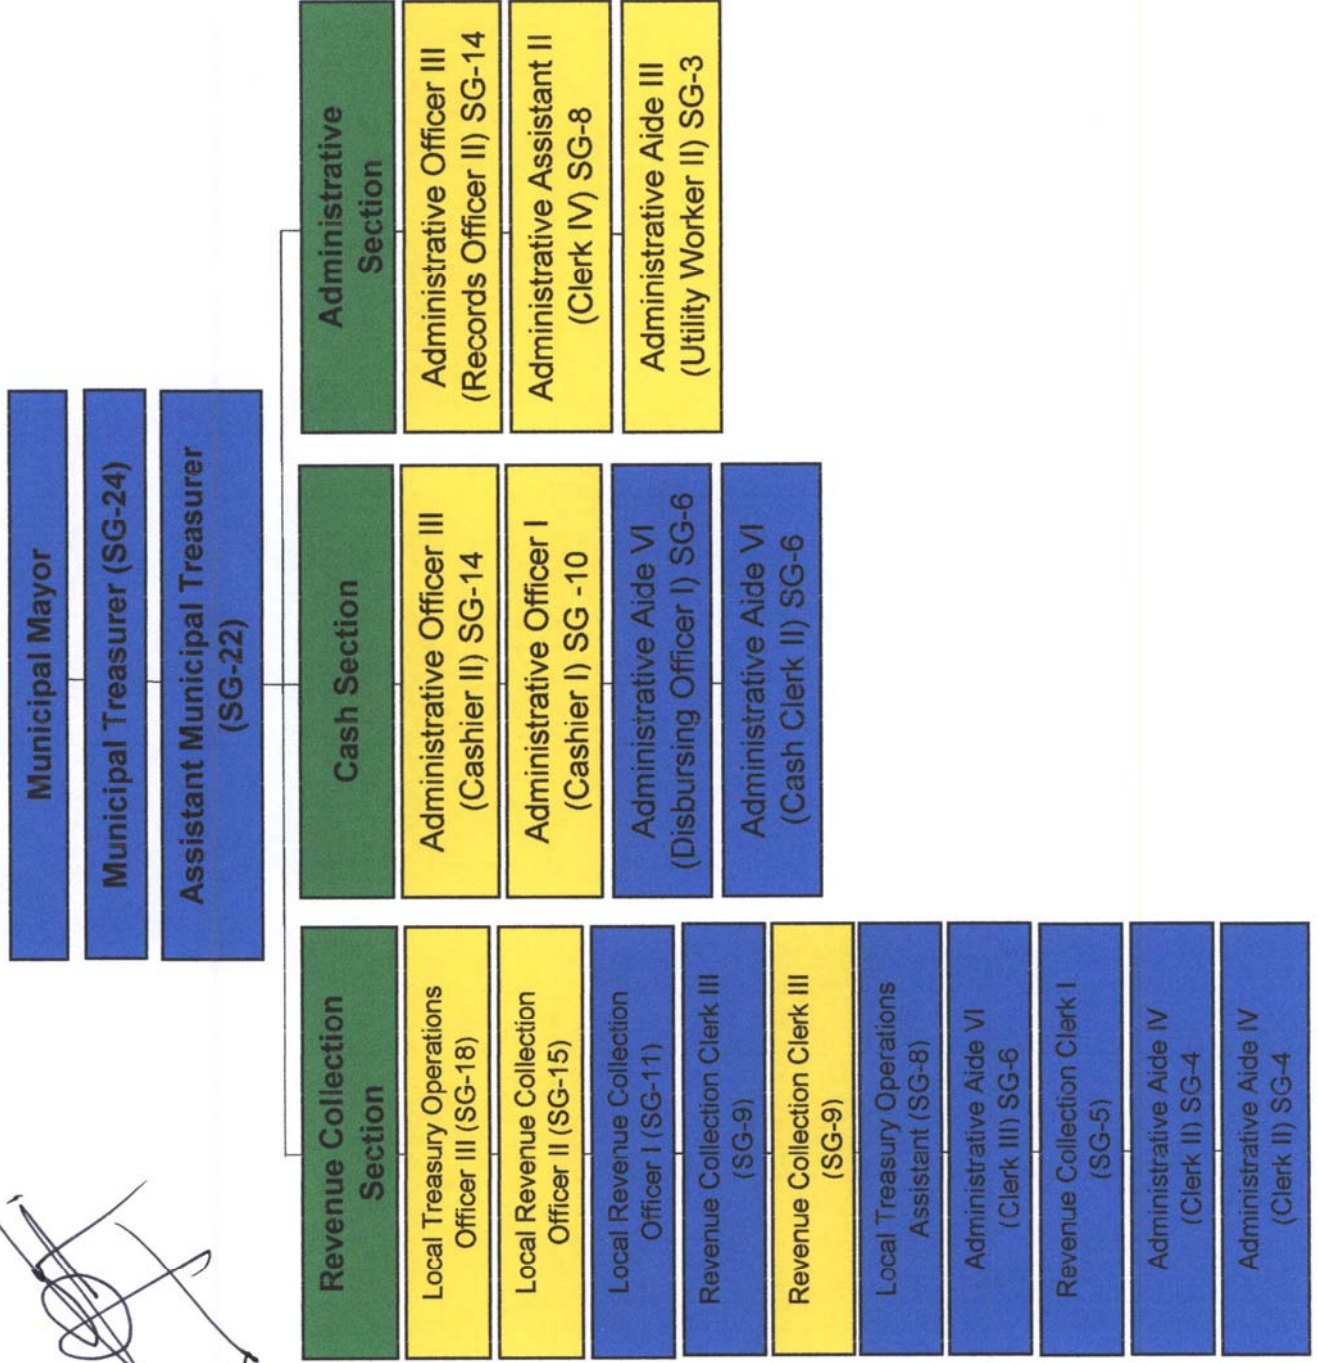 Municipal Mayor
Municipal Treasurer (SG-24)
Assistant Municipal Treasurer
(SG-22)
Revenue Collection
Section
Local Treasury Operations
Officer III (SG-18)
Local Revenue Collection
Officer II (SG-15)
Local Revenue Collection
Officer I (SG-11)
Revenue Collection Clerk III
(SG-9)
Revenue Collection Clerk III
(SG-9)
Local Treasury Operations
Assistant (SG-8)
Administrative Aide VI
(Clerk III) SG-6
Revenue Collection Clerk I
(SG-5)
Administrative Aide IV
(Clerk II) SG-4
Administrative Aide IV
(Clerk II) SG-4
Cash Section
Administrative Officer III
(Cashier II) SG-14
Administrative Officer I
(Cashier I) SG -10
Administrative Aide VI
(Disbursing Officer I) SG-6
Administrative Aide VI
(Cash Clerk II) SG-6
Administrative
Section
Administrative Officer III
(Records Officer II) SG-14
Administrative Assistant II
(Clerk IV) SG-8
Administrative Aide III
(Utility Worker II) SG-3